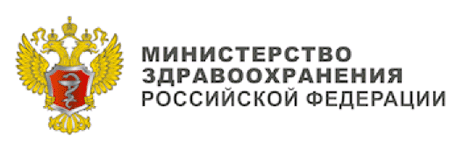 МИНИСТЕРСТВО
ЗДРАВООХРАНЕНИЯ
РОССИЙСКОЙ ФЕДЕРАЦИИ